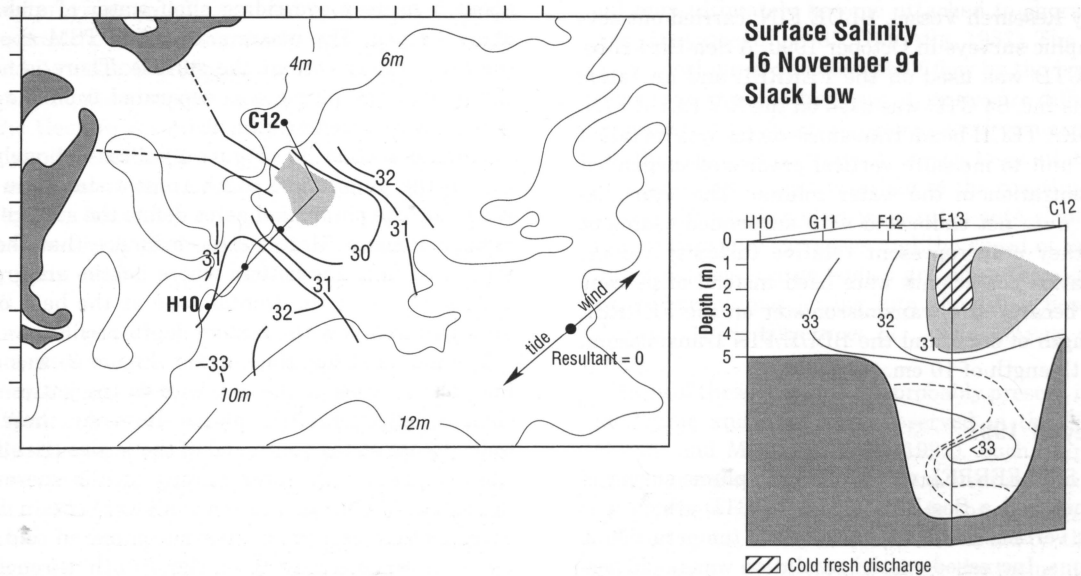 Surface Salinity
16 November 91
Slack Low
4m
6m
C12
32
31
30
31
31
H10
32
–33
10m
12m
wind
tide
Resultant = 0
H10 G11 F12 E13 C12
Depth (m)
0
1
2
3
4
5
33
32
31
<33
Cold fresh discharge